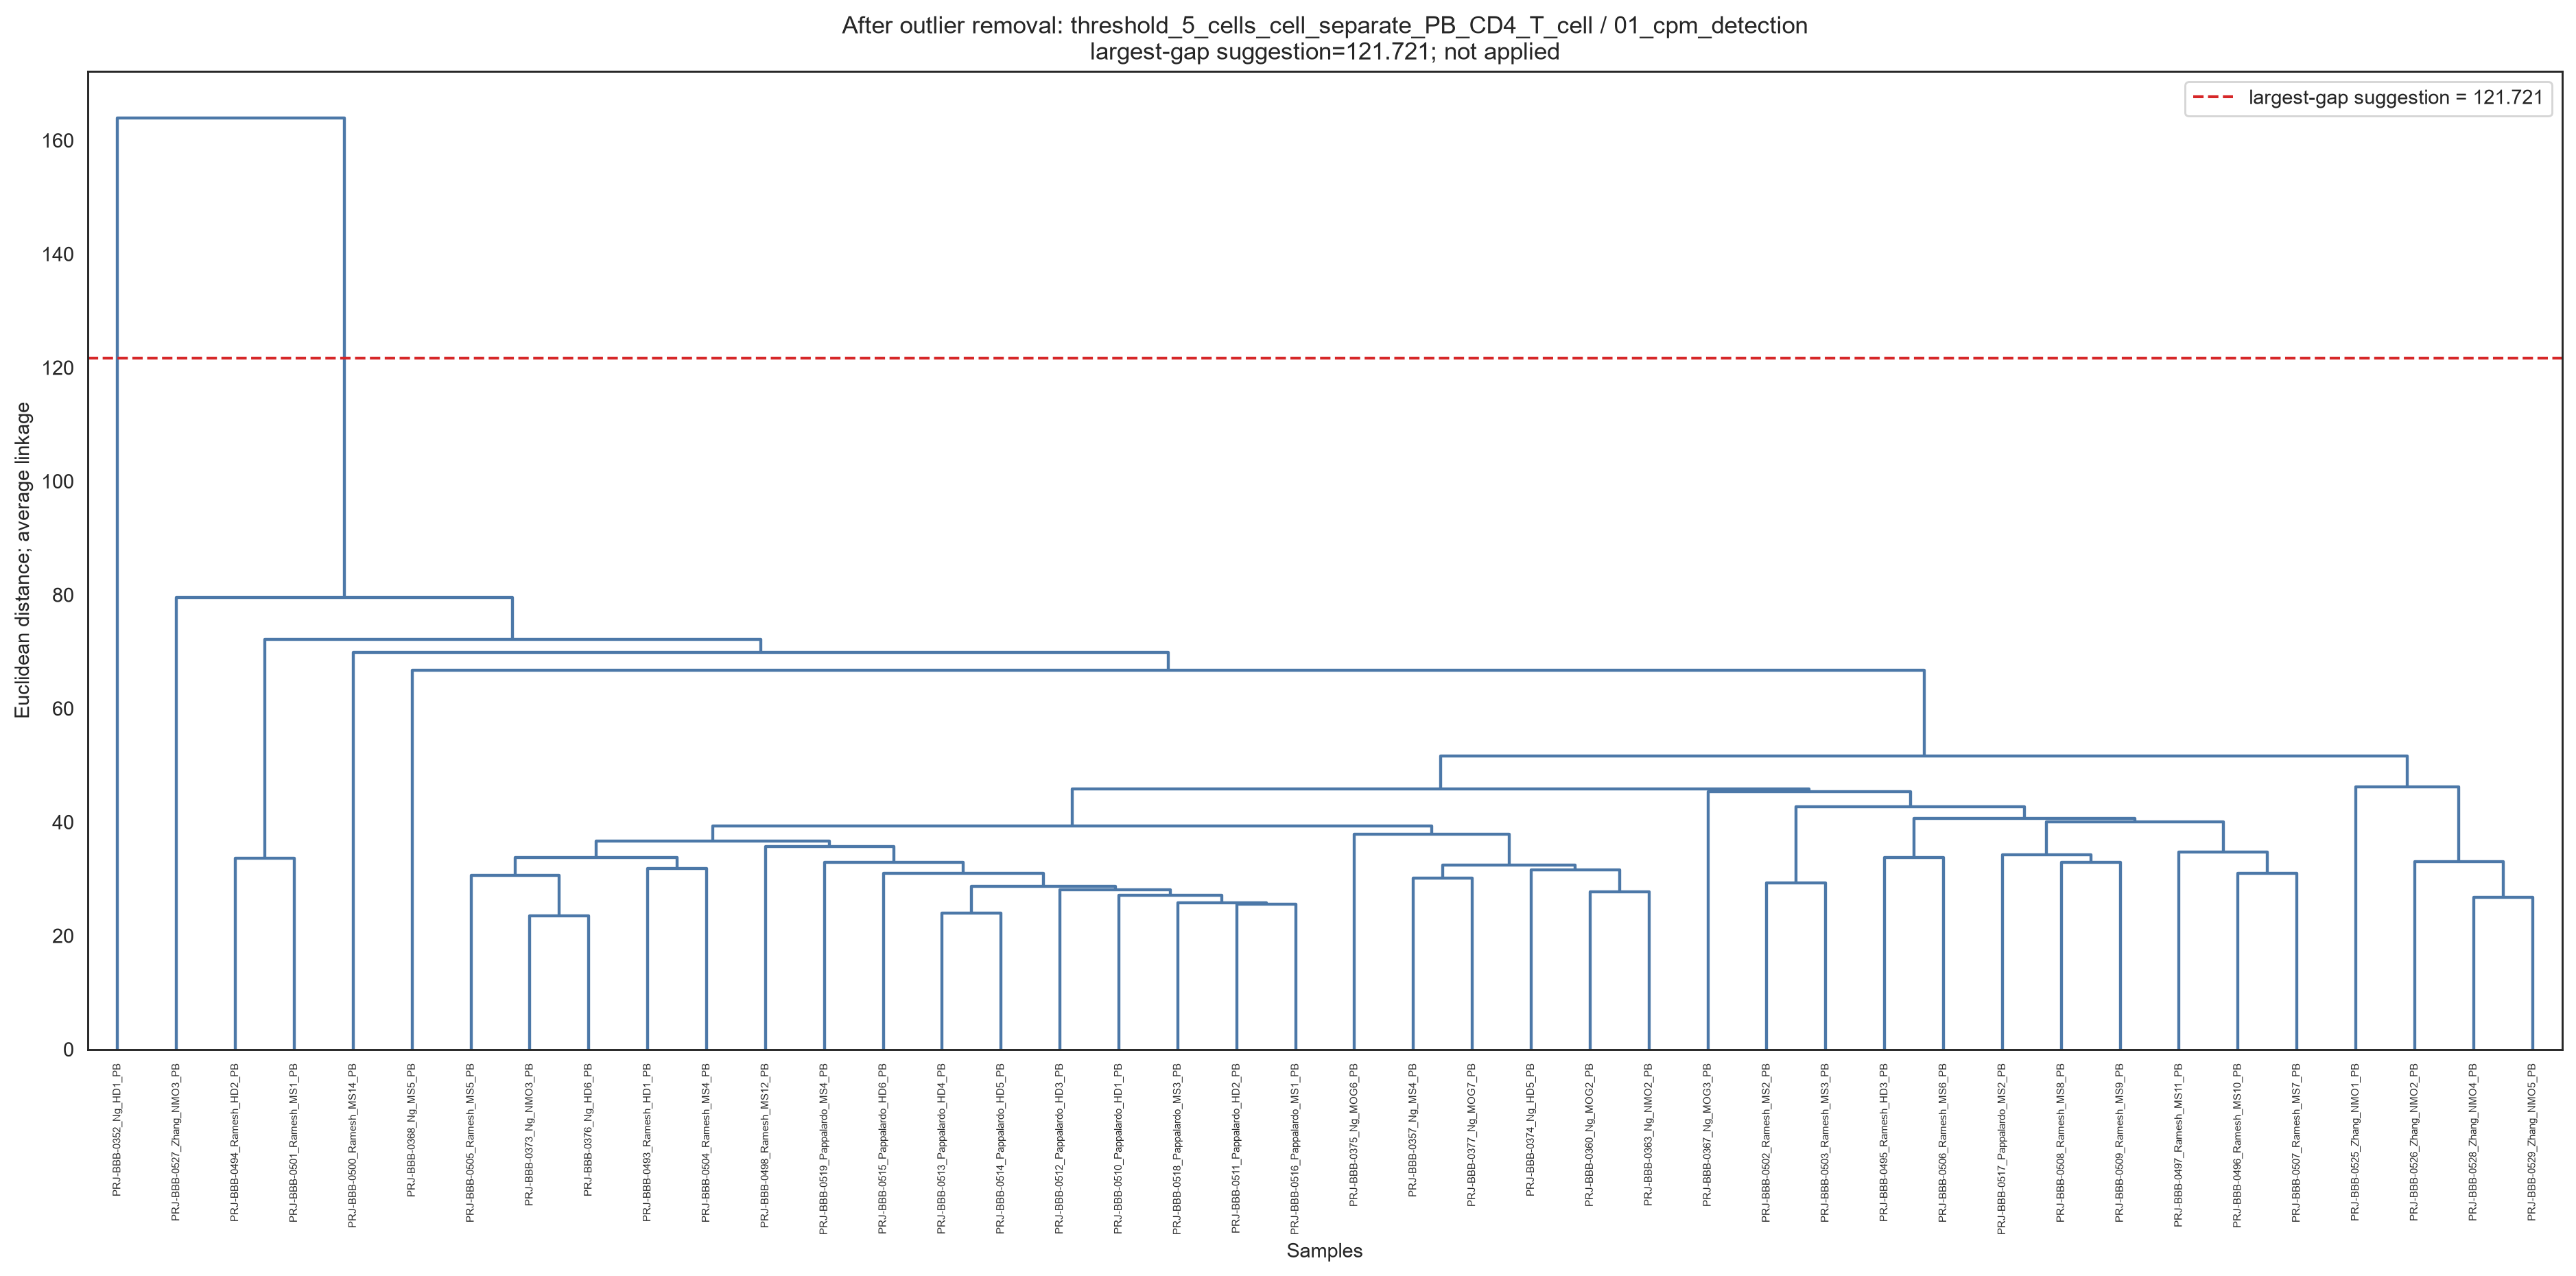 After outlier removal: threshold_5_cells_cell_separate_PB_CD4_T_cell / 01_cpm_detection
largest-gap suggestion=121.721; not applied
largest-gap suggestion = 121.721
Euclidean distance; average linkage
160
140
120
100
80
60
40
20
0
PRJ-BBB-0352_Ng_HD1_PB
PRJ-BBB-0527_Zhang_NMO3_PB
PRJ-BBB-0494_Ramesh_HD2_PB
PRJ-BBB-0501_Ramesh_MS1_PB
PRJ-BBB-0500_Ramesh_MS14_PB
PRJ-BBB-0368_Ng_MS5_PB
PRJ-BBB-0505_Ramesh_MS5_PB
PRJ-BBB-0373_Ng_NMO3_PB
PRJ-BBB-0376_Ng_HD6_PB
PRJ-BBB-0493_Ramesh_HD1_PB
PRJ-BBB-0504_Ramesh_MS4_PB
PRJ-BBB-0498_Ramesh_MS12_PB
PRJ-BBB-0519_Pappalardo_MS4_PB
PRJ-BBB-0515_Pappalardo_HD6_PB
PRJ-BBB-0513_Pappalardo_HD4_PB
PRJ-BBB-0514_Pappalardo_HD5_PB
PRJ-BBB-0512_Pappalardo_HD3_PB
PRJ-BBB-0510_Pappalardo_HD1_PB
PRJ-BBB-0518_Pappalardo_MS3_PB
PRJ-BBB-0511_Pappalardo_HD2_PB
PRJ-BBB-0516_Pappalardo_MS1_PB
PRJ-BBB-0375_Ng_MOG6_PB
PRJ-BBB-0357_Ng_MS4_PB
PRJ-BBB-0377_Ng_MOG7_PB
PRJ-BBB-0374_Ng_HD5_PB
PRJ-BBB-0360_Ng_MOG2_PB
PRJ-BBB-0363_Ng_NMO2_PB
PRJ-BBB-0367_Ng_MOG3_PB
PRJ-BBB-0502_Ramesh_MS2_PB
PRJ-BBB-0503_Ramesh_MS3_PB
PRJ-BBB-0495_Ramesh_HD3_PB
PRJ-BBB-0506_Ramesh_MS6_PB
PRJ-BBB-0517_Pappalardo_MS2_PB
PRJ-BBB-0508_Ramesh_MS8_PB
PRJ-BBB-0509_Ramesh_MS9_PB
PRJ-BBB-0497_Ramesh_MS11_PB
PRJ-BBB-0496_Ramesh_MS10_PB
PRJ-BBB-0507_Ramesh_MS7_PB
PRJ-BBB-0525_Zhang_NMO1_PB
PRJ-BBB-0526_Zhang_NMO2_PB
PRJ-BBB-0528_Zhang_NMO4_PB
PRJ-BBB-0529_Zhang_NMO5_PB
Samples